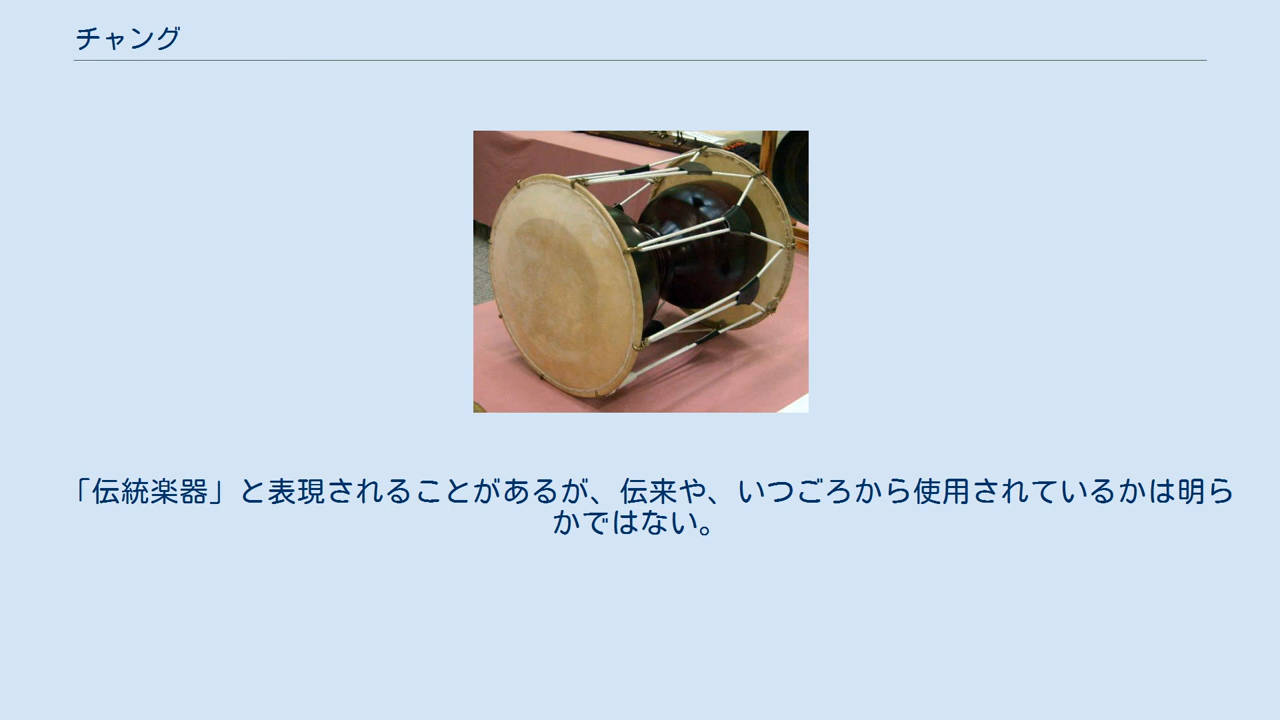 チャング
「伝統楽器」と表現されることがあるが、伝来や、いつごろから使用されているかは明ら
かではない。